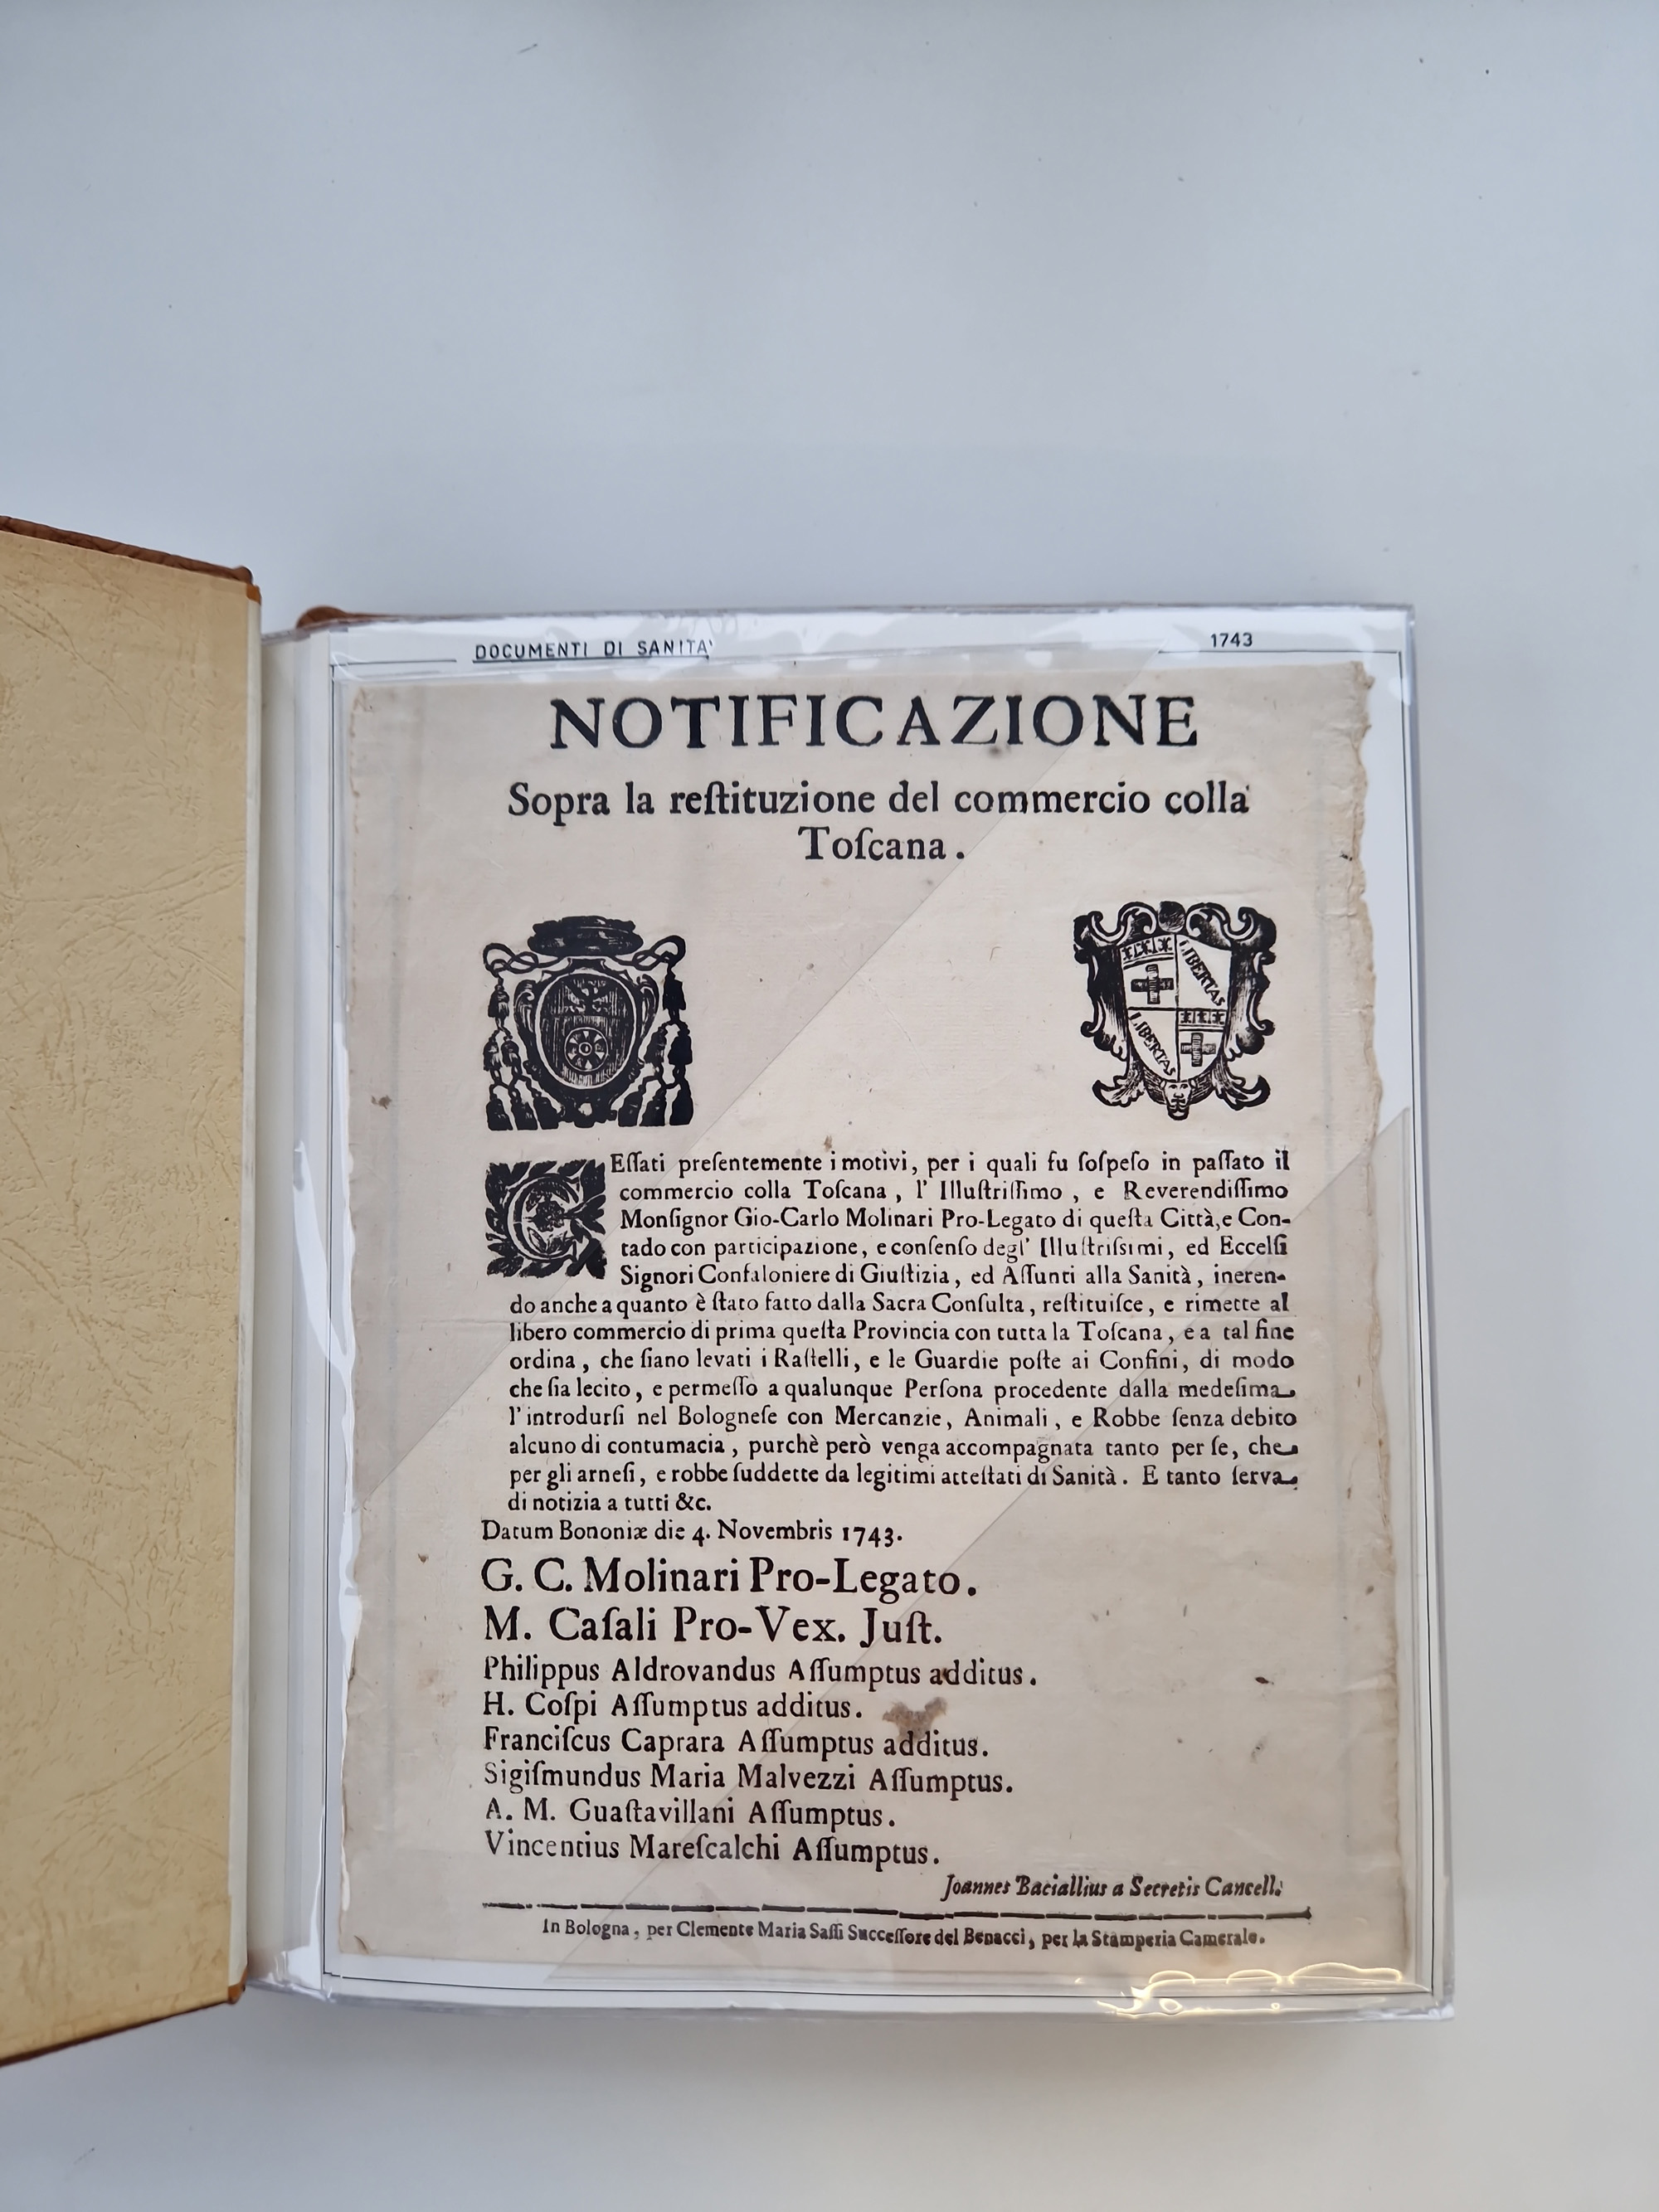 DOCUMENTI DI SANITA'
1743
NOTIFICAZIONE
Sopra la reſtituzione del commercio colla
Toſcana.
LIBERTAS
LIBERTAS
CEſſati preſentemente i motivi, per i quali fu ſoſpeſo in paſſato il
commercio colla Toſcana, l' Illuſtriſſimo, e Reverendiſſimo
Monſignor Gio-Carlo Molinari Pro-Legato di queſta Città, e Con-
tado con participazione, e conſenſo degl' Illuſtriſsimi, ed Eccelſi
Signori Confaloniere di Giuſtizia, ed Aſſunti alla Sanità, ineren-
do anche a quanto è ſtato fatto dalla Sacra Conſulta, reſtituiſce, e rimette al
libero commercio di prima queſta Provincia con tutta la Toſcana, e a tal fine
ordina, che ſiano levati i Raſtelli, e le Guardie poſte ai Confini, di modo
che ſia lecito, e permeſſo a qualunque Perſona procedente dalla medeſima
l' introdurſi nel Bologneſe con Mercanzie, Animali, e Robbe ſenza debito
alcuno di contumacia, purchè però venga accompagnata tanto per ſe, che
per gli arneſi, e robbe ſuddette da legitimi atteſtati di Sanità. E tanto ſerva
di notizia a tutti &c.
Datum Bononiæ die 4. Novembris 1743.
G. C. Molinari Pro-Legato.
M. Caſali Pro-Vex. Juſt.
Philippus Aldrovandus Aſſumptus additus.
H. Coſpi Aſſumptus additus.
Franciſcus Caprara Aſſumptus additus.
Sigiſmundus Maria Malvezzi Aſſumptus.
A. M. Guaſtavillani Aſſumptus.
Vincentius Mareſcalchi Aſſumptus.
Joannes Baciallius a Secretis Cancell.
In Bologna, per Clemente Maria Saſſi Succeſſore del Benacci, per la Stamperia Camerale.